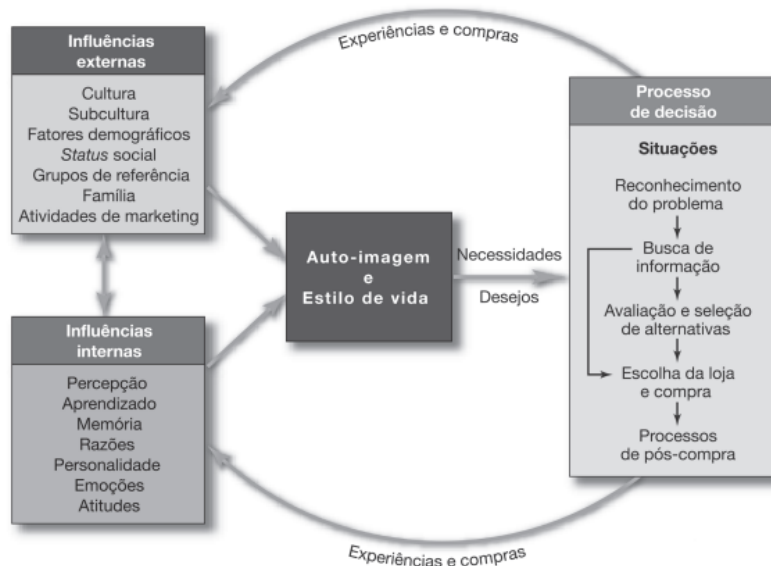 Influências
externas
Cultura
Subcultura
Fatores demográficos
Status social
Grupos de referência
Família
Atividades de marketing
Influências
internas
Percepção
Aprendizado
Memória
Razões
Personalidade
Emoções
Atitudes
Experiências e compras
Auto-imagem
e
Estilo de vida
Necessidades
Desejos
Experiências e compras
Processo
de decisão
Situações
Reconhecimento
do problema
Busca de
informação
Avaliação e seleção
de alternativas
Escolha da loja
e compra
Processos
de pós-compra